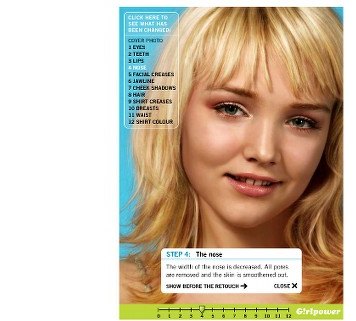 CLICK HERE TO
SEE WHAT HAS
BEEN CHANGED
COVER PHOTO
1 EYES
2 TEETH
3 LIPS
4 NOSE
5 FACIAL CREASES
6 JAWLINE
7 CHEEK SHADOWS
8 HAIR
9 SHIRT CREASES
10 BREASTS
11 WAIST
12 SHIRT COLOUR
STEP 4: The nose
The width of the nose is decreased. All pores
are removed and the skin is smoothened out.
SHOW BEFORE THE RETOUCH
CLOSE X
0 1 2 3 4 5 6 7 8 9 10 11 12
Girlpower